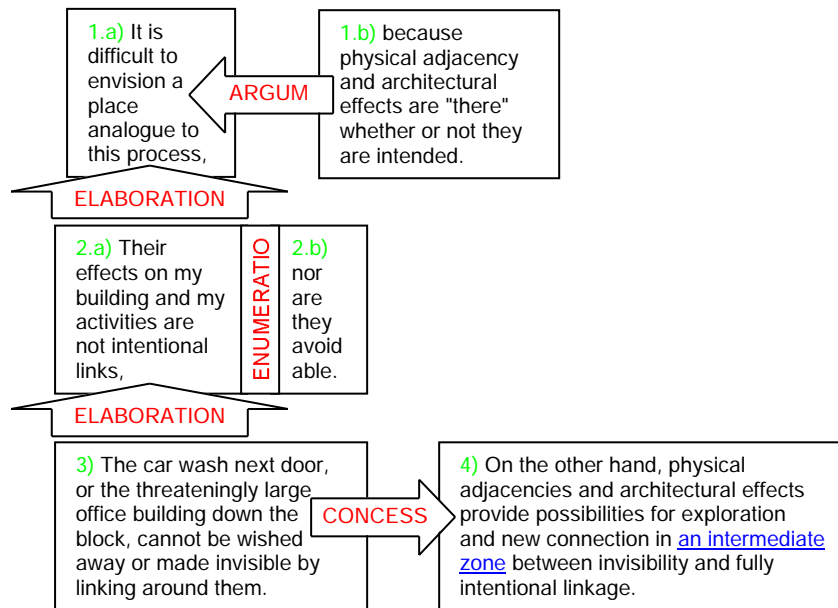 1.a) It is
difficult to
envision a
place
analogue to
this process,
ARGUM
1.b) because
physical adjacency
and architectural
effects are "there"
whether or not they
are intended.
ELABORATION
2.a) Their
effects on my
building and my
activities are
not intentional
links,
ENUMERATIO
2.b)
nor
are
they
avoid
able.
ELABORATION
3) The car wash next door,
or the threateningly large
office building down the
block, cannot be wished
away or made invisible by
linking around them.
CONCESS
4) On the other hand, physical
adjacencies and architectural effects
provide possibilities for exploration
and new connection in an intermediate
zone between invisibility and fully
intentional linkage.